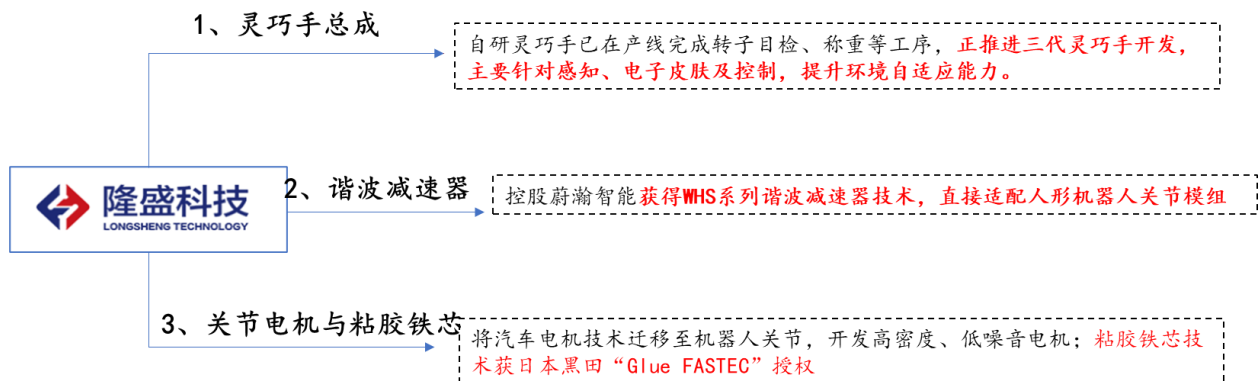 1、灵巧手总成
自研灵巧手已在产线完成转子目检、称重等工序，正推进三代灵巧手开发，
主要针对感知、电子皮肤及控制，提升环境自适应能力。
隆盛科技
LONGSHENG TECHNOLOGY
2、谐波减速器
控股蔚瀚智能获得WHS系列谐波减速器技术，直接适配人形机器人关节模组
3、关节电机与粘胶铁芯
将汽车电机技术迁移至机器人关节，开发高密度、低噪音电机；粘胶铁芯技
术获日本黑田“Glue FASTEC”授权